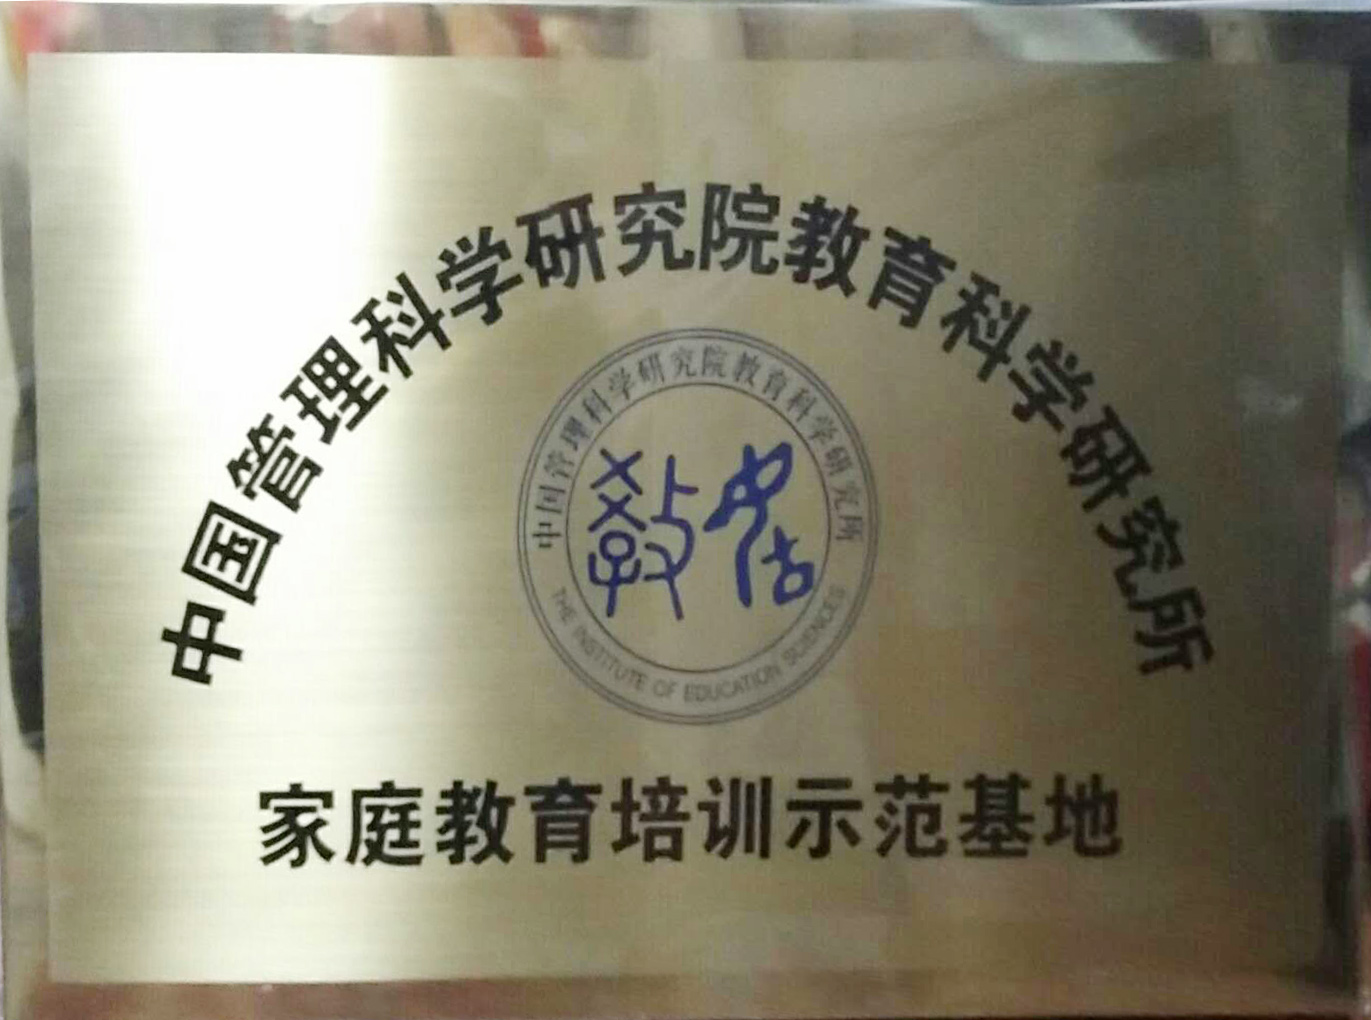 中国管理科学研究院教育科学研究所
中国管理科学研究院教育科学研究所
THE INSTITUTE OF EDUCATION SCIENCES
家庭教育培训示范基地